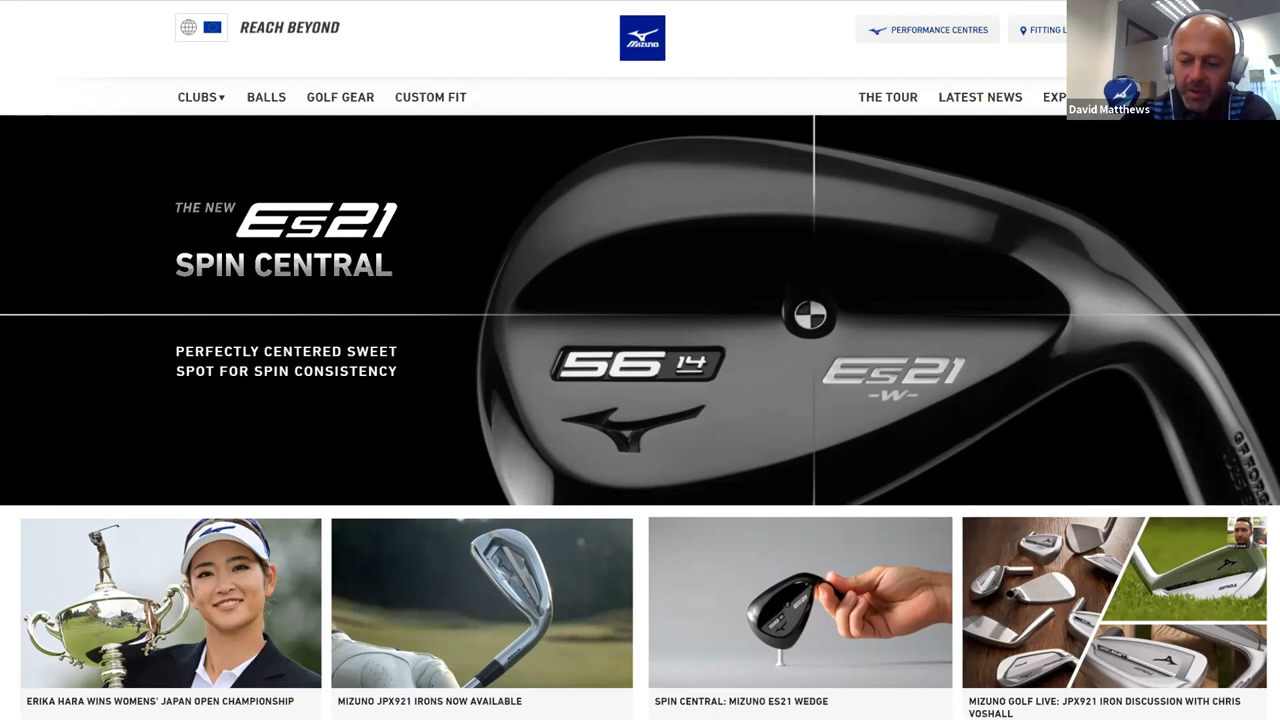 REACH BEYOND
MIZUNO
PERFORMANCE CENTRES
FITTING L
David Matthews
CLUBS
BALLS
GOLF GEAR
CUSTOM FIT
THE TOUR
LATEST NEWS
EXP
THE NEW
ES21
SPIN CENTRAL
PERFECTLY CENTERED SWEET
SPOT FOR SPIN CONSISTENCY
56 14
ES21
-W-
GF FORG
ERIKA HARA WINS WOMENS' JAPAN OPEN CHAMPIONSHIP
MIZUNO JPX921 IRONS NOW AVAILABLE
SPIN CENTRAL: MIZUNO ES21 WEDGE
MIZUNO GOLF LIVE: JPX921 IRON DISCUSSION WITH CHRIS
VOSHALL